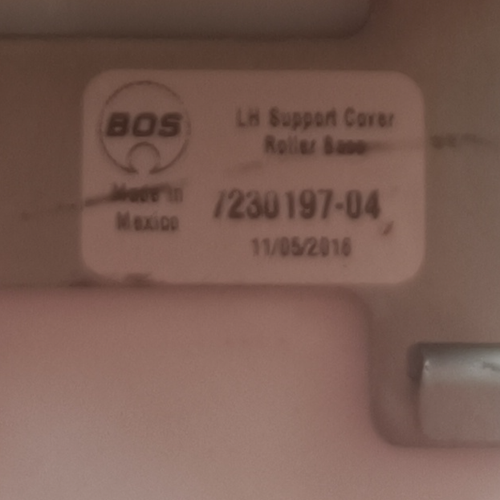 BOS
LH Support Cover
Roller Base
Made in
Mexico
7230197-04
11/05/2016